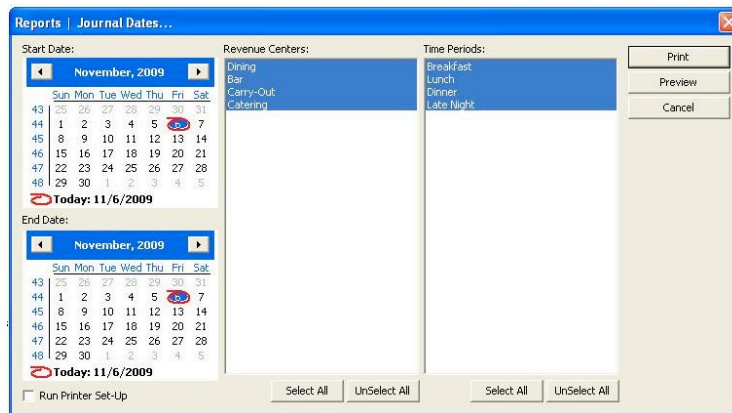 Reports | Journal Dates...
Start Date:
November, 2009
Sun Mon Tue Wed Thu Fri Sat
43 25 26 27 28 29 30 31
44 1 2 3 4 5 6 7
45 8 9 10 11 12 13 14
46 15 16 17 18 19 20 21
47 22 23 24 25 26 27 28
48 29 30 1 2 3 4 5
Today: 11/6/2009
End Date:
November, 2009
Sun Mon Tue Wed Thu Fri Sat
43 25 26 27 28 29 30 31
44 1 2 3 4 5 6 7
45 8 9 10 11 12 13 14
46 15 16 17 18 19 20 21
47 22 23 24 25 26 27 28
48 29 30 1 2 3 4 5
Today: 11/6/2009
Run Printer Set-Up
Revenue Centers:
Dining
Bar
Carry-Out
Catering
Select All UnSelect All
Time Periods:
Breakfast
Lunch
Dinner
Late Night
Select All UnSelect All
Print
Preview
Cancel